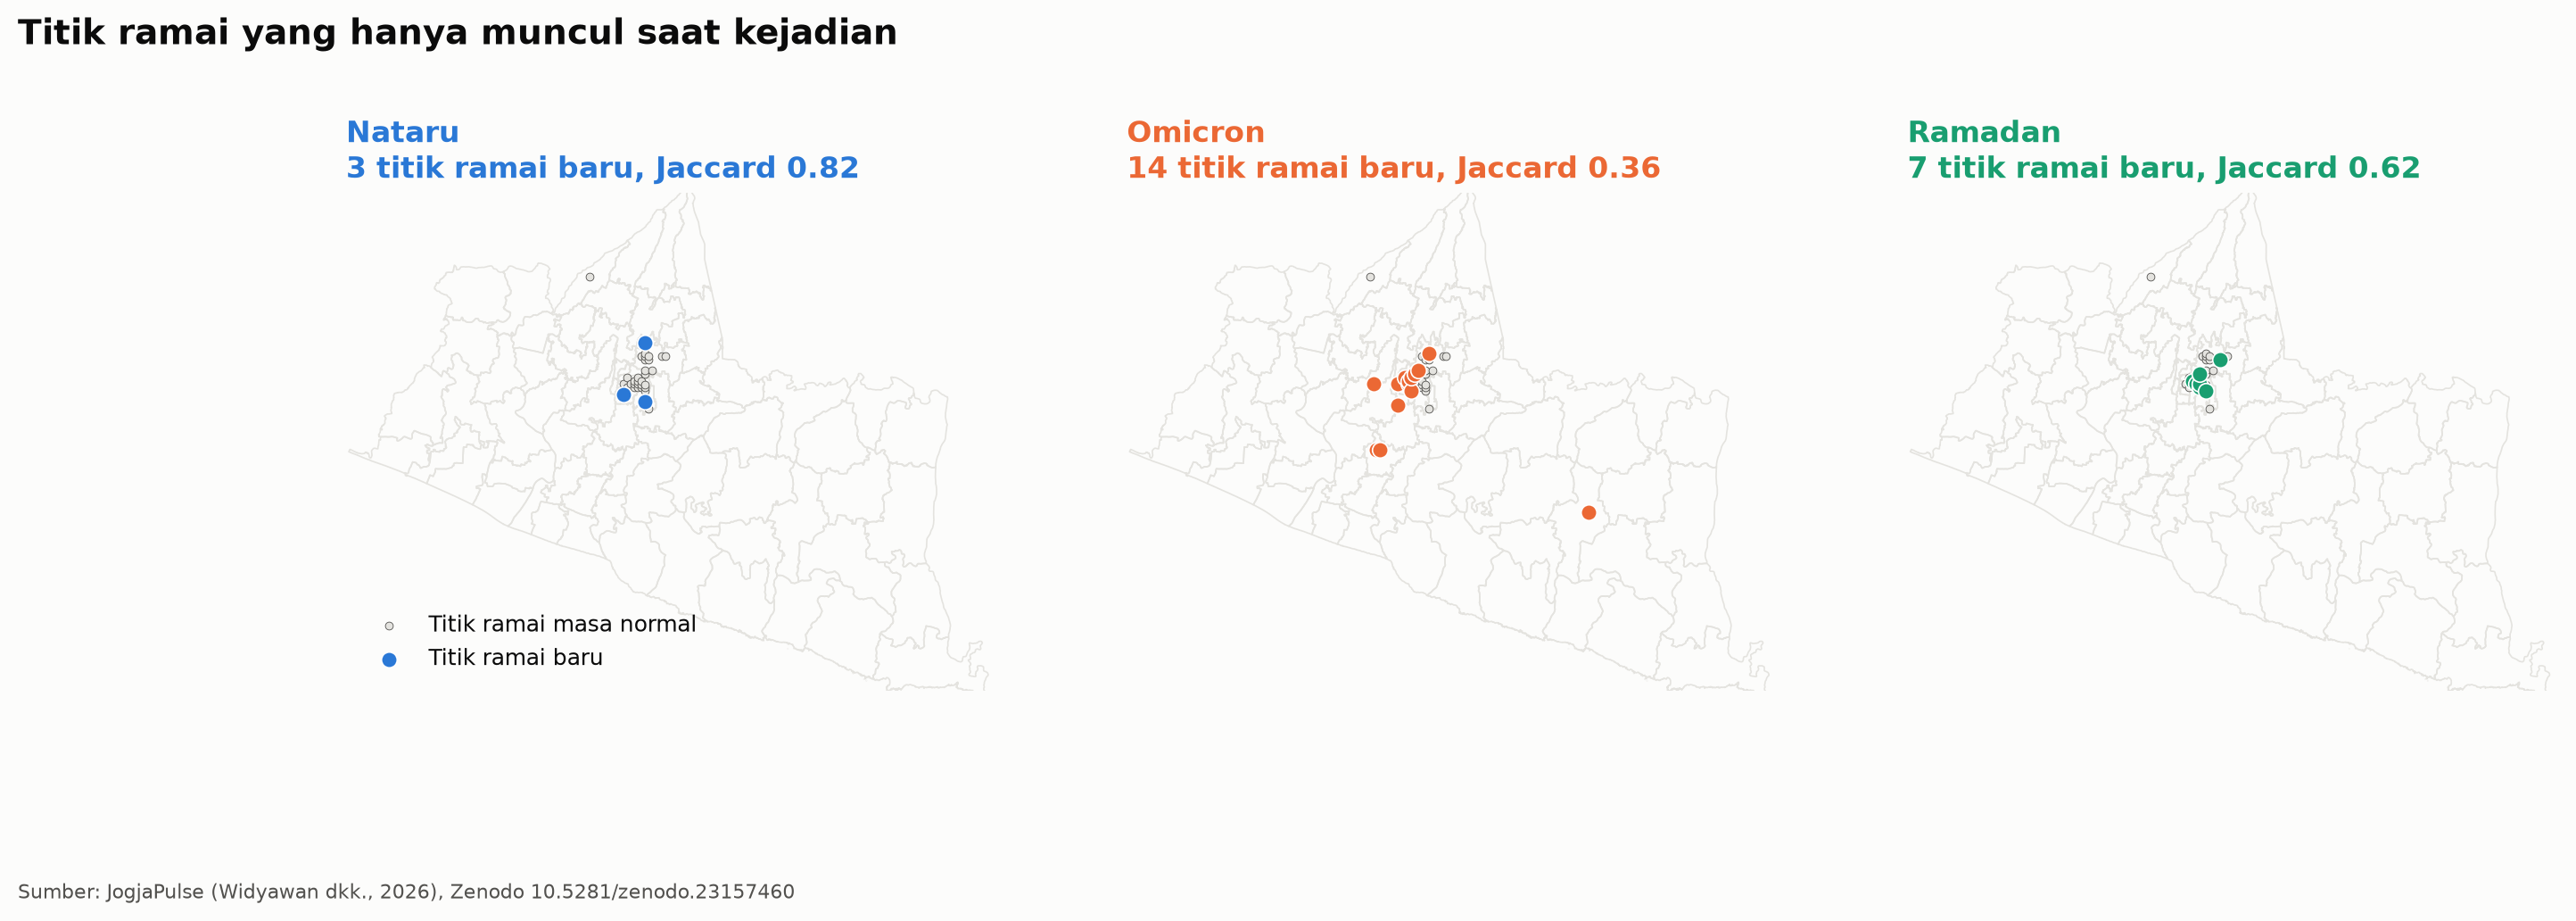 Titik ramai yang hanya muncul saat kejadian
Nataru
3 titik ramai baru, Jaccard 0.82
Omicron
14 titik ramai baru, Jaccard 0.36
Ramadan
7 titik ramai baru, Jaccard 0.62
Titik ramai masa normal
Titik ramai baru
Sumber: JogjaPulse (Widyawan dkk., 2026), Zenodo 10.5281/zenodo.23157460